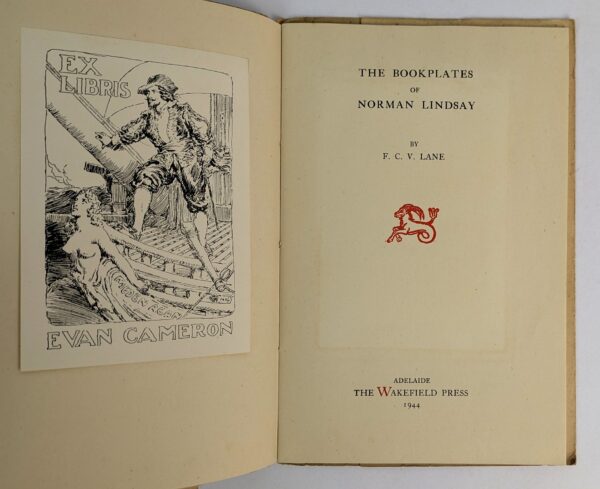 EX
LIBRIS
EVAN CAMERON
THE BOOKPLATES
OF
NORMAN LINDSAY
BY
F. C. V. LANE
ADELAIDE
THE WAKEFIELD PRESS
1944